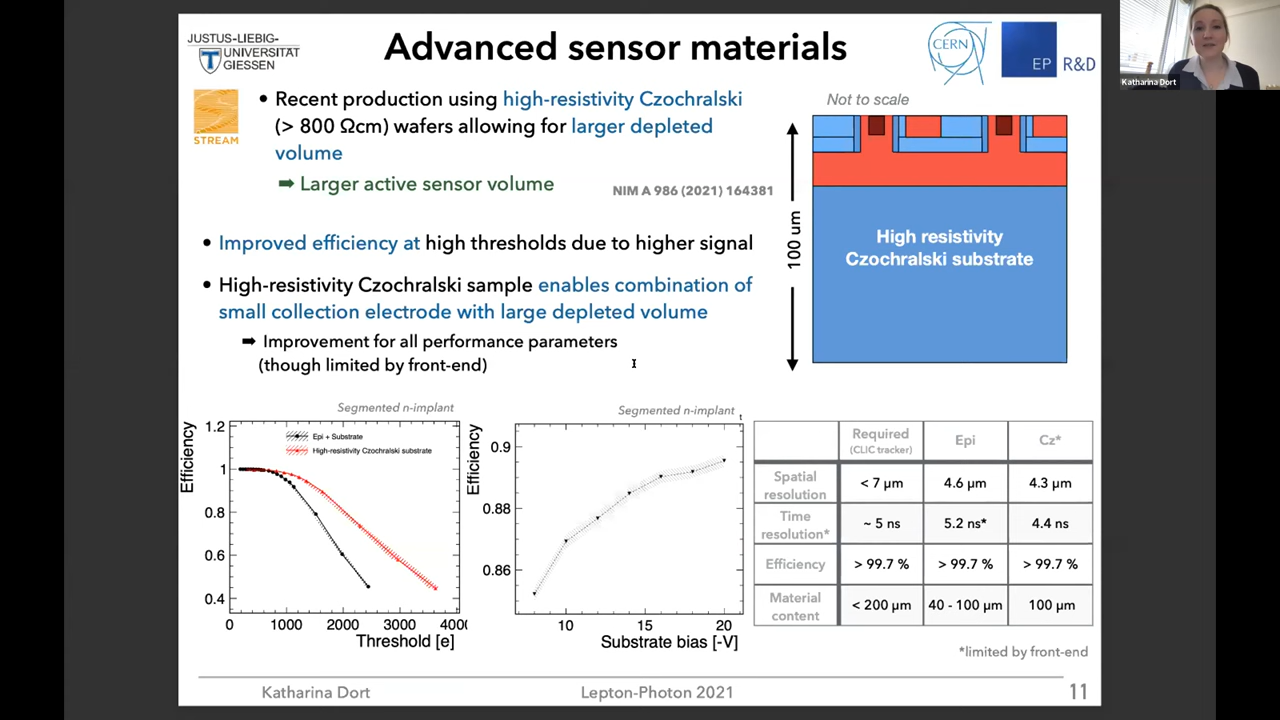 JUSTUS-LIEBIG-
UNIVERSITÄT
GIESSEN
Advanced sensor materials
CERN
EP R&D
Katharina Dort
STREAM
• Recent production using high-resistivity Czochralski
(> 800 Ωcm) wafers allowing for larger depleted
volume
➡ Larger active sensor volume
NIM A 986 (2021) 164381
Not to scale
100 um
High resistivity
Czochralski substrate
• Improved efficiency at high thresholds due to higher signal
• High-resistivity Czochralski sample enables combination of
small collection electrode with large depleted volume
➡ Improvement for all performance parameters
(though limited by front-end)
Segmented n-implant
Efficiency
1.2
1
0.8
0.6
0.4
Epi + Substrate
High-resistivity Czochralski substrate
0 1000 2000 3000 400
Threshold [e]
Segmented n-implant
t
Efficiency
0.9
0.88
0.86
10 15 20
Substrate bias [-V]
Required Epi Cz*
(CLIC tracker)
Spatial
resolution
< 7 µm 4.6 µm 4.3 µm
Time
resolution*
~ 5 ns 5.2 ns* 4.4 ns
Efficiency > 99.7 % > 99.7 % > 99.7 %
Material
content
< 200 µm 40 - 100 µm 100 µm
*limited by front-end
Katharina Dort Lepton-Photon 2021 11